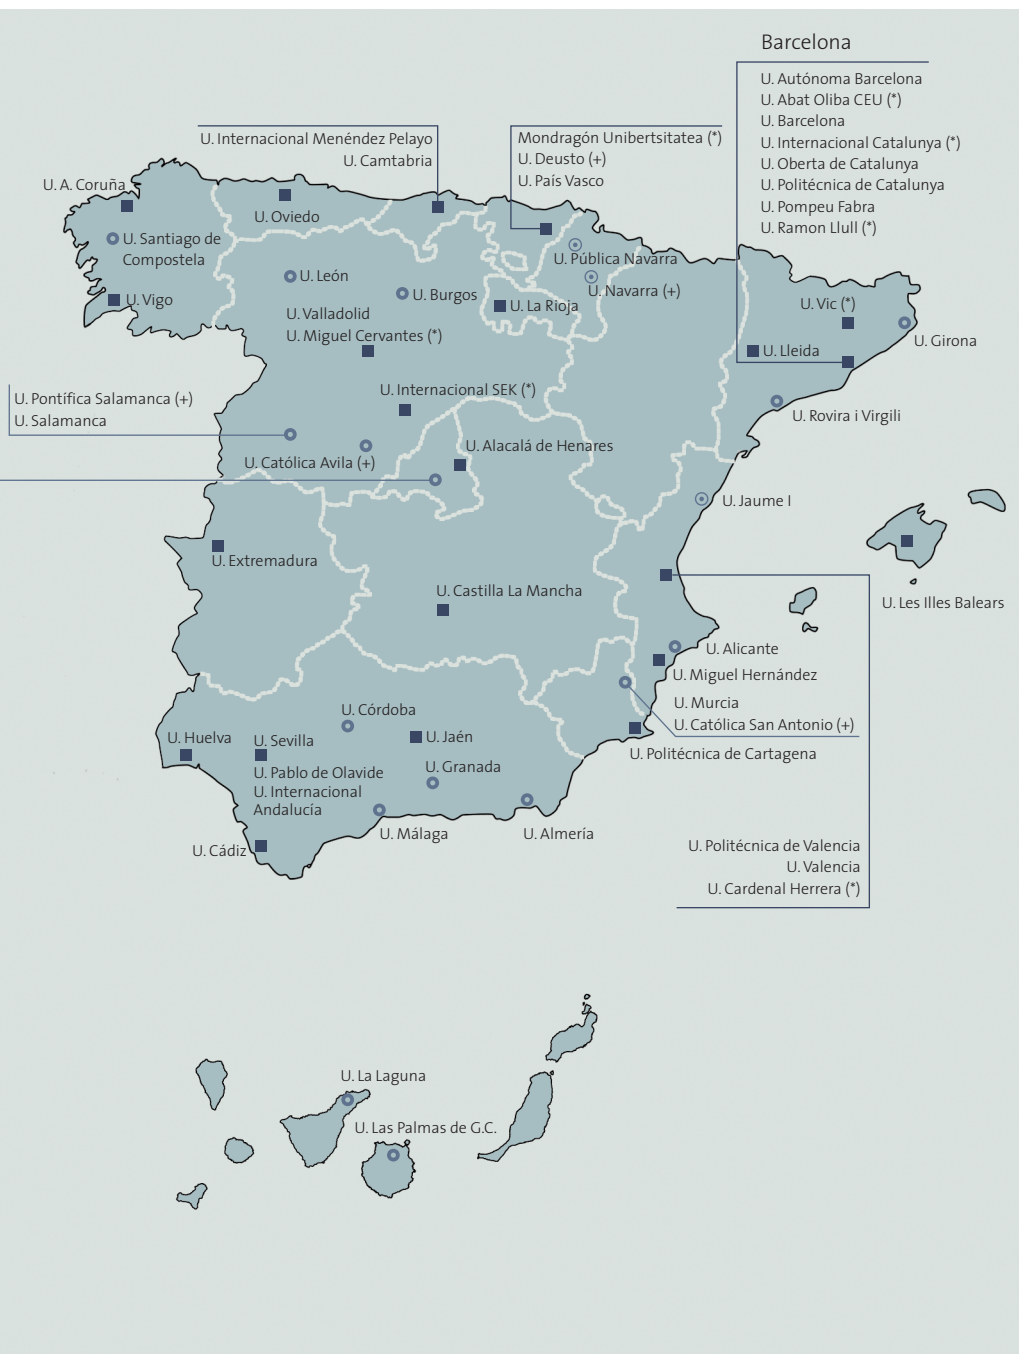 Barcelona
U. Autónoma Barcelona
U. Abat Oliba CEU (*)
U. Barcelona
U. Internacional Catalunya (*)
U. Oberta de Catalunya
U. Politécnica de Catalunya
U. Pompeu Fabra
U. Ramon Llull (*)
U. Internacional Menéndez Pelayo
U. Camtabria
Mondragón Unibertsitatea (*)
U. Deusto (+)
U. País Vasco
U. A. Coruña
U. Oviedo
U. Santiago de
Compostela
U. Pública Navarra
U. León
U. Navarra (+)
U. Burgos
U. Vigo
U. La Rioja
U. Vic (*)
U. Valladolid
U. Miguel Cervantes (*)
U. Girona
U. Lleida
U. Internacional SEK (*)
U. Pontífica Salamanca (+)
U. Salamanca
U. Rovira i Virgili
U. Alacalá de Henares
U. Católica Avila (+)
U. Jaume I
U. Extremadura
U. Castilla La Mancha
U. Les Illes Balears
U. Alicante
U. Miguel Hernández
U. Murcia
U. Católica San Antonio (+)
U. Córdoba
U. Huelva
U. Sevilla
U. Jaén
U. Politécnica de Cartagena
U. Granada
U. Pablo de Olavide
U. Internacional
Andalucía
U. Málaga
U. Almería
U. Cádiz
U. Politécnica de Valencia
U. Valencia
U. Cardenal Herrera (*)
U. La Laguna
U. Las Palmas de G.C.